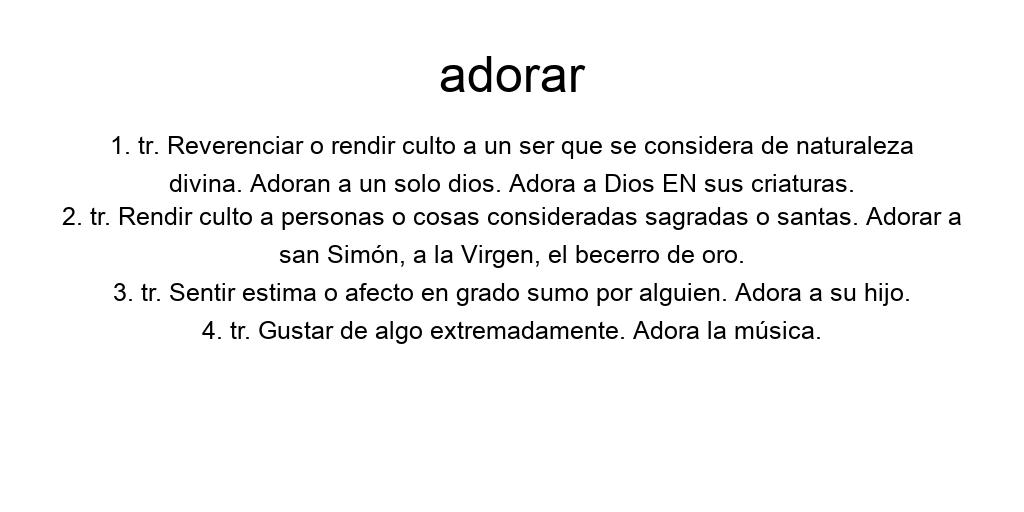 adorar
1. tr. Reverenciar o rendir culto a un ser que se considera de naturaleza
divina. Adoran a un solo dios. Adora a Dios EN sus criaturas.
2. tr. Rendir culto a personas o cosas consideradas sagradas o santas. Adorar a
san Simón, a la Virgen, el becerro de oro.
3. tr. Sentir estima o afecto en grado sumo por alguien. Adora a su hijo.
4. tr. Gustar de algo extremadamente. Adora la música.